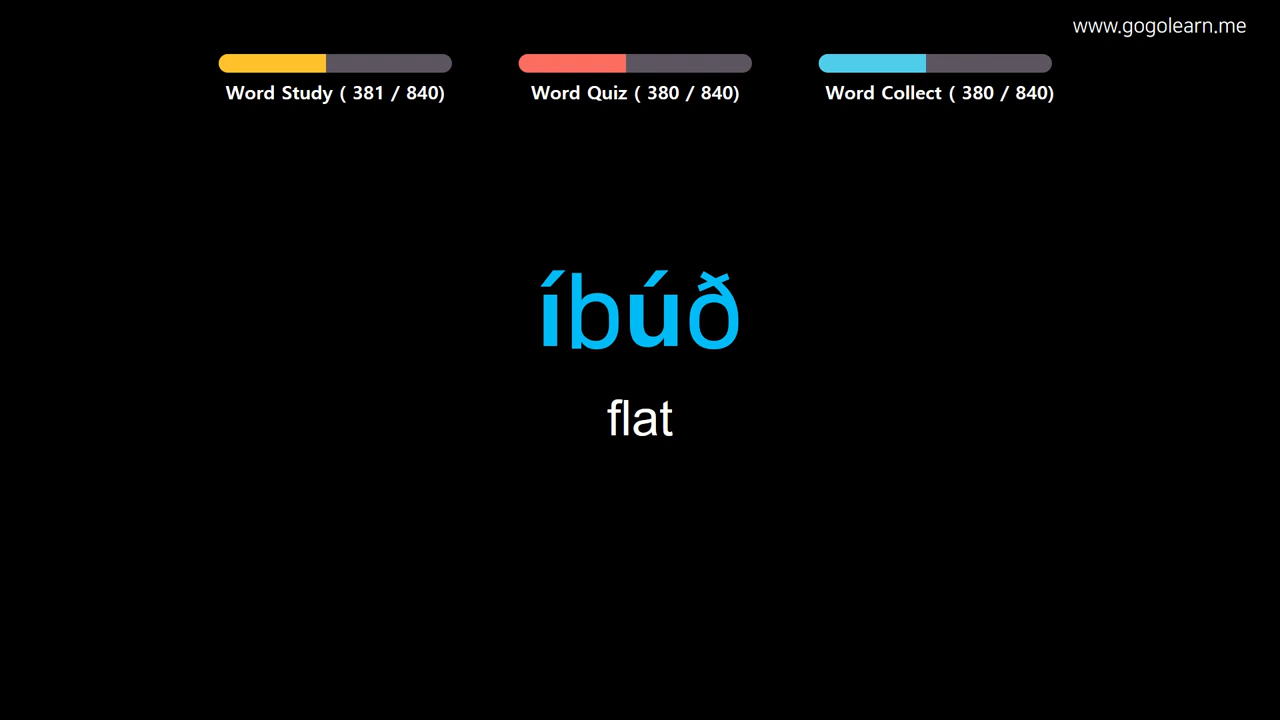 www.gogolearn.me
Word Study ( 381 / 840)
Word Quiz ( 380 / 840)
Word Collect ( 380 / 840)
íbúð
flat